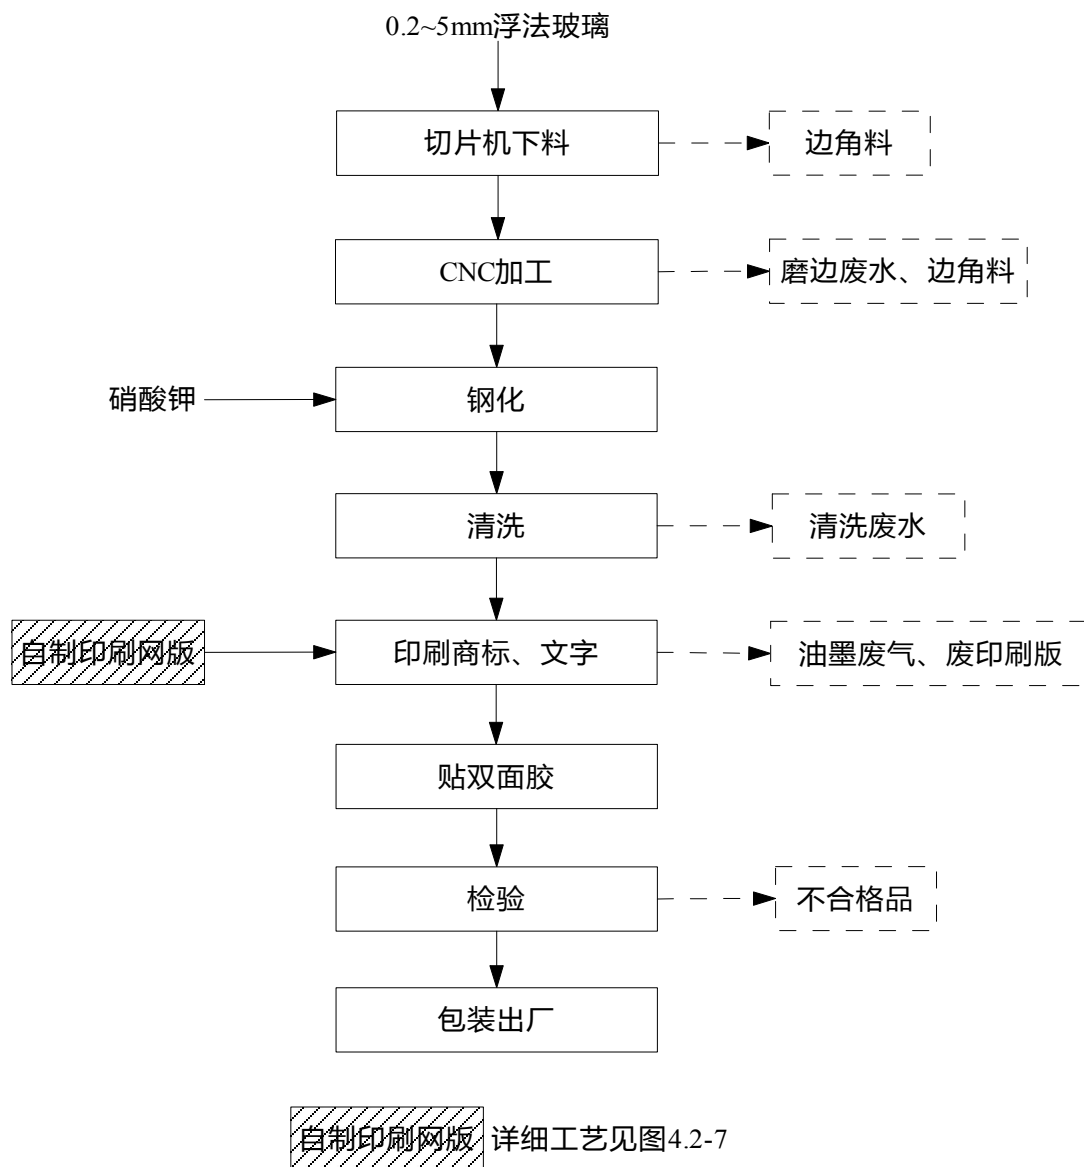 0.2~5mm浮法玻璃
切片机下料
边角料
CNC加工
磨边废水、边角料
硝酸钾
钢化
清洗
清洗废水
自制印刷网版
印刷商标、文字
油墨废气、废印刷版
贴双面胶
检验
不合格品
包装出厂
自制印刷网版 详细工艺见图4.2-7